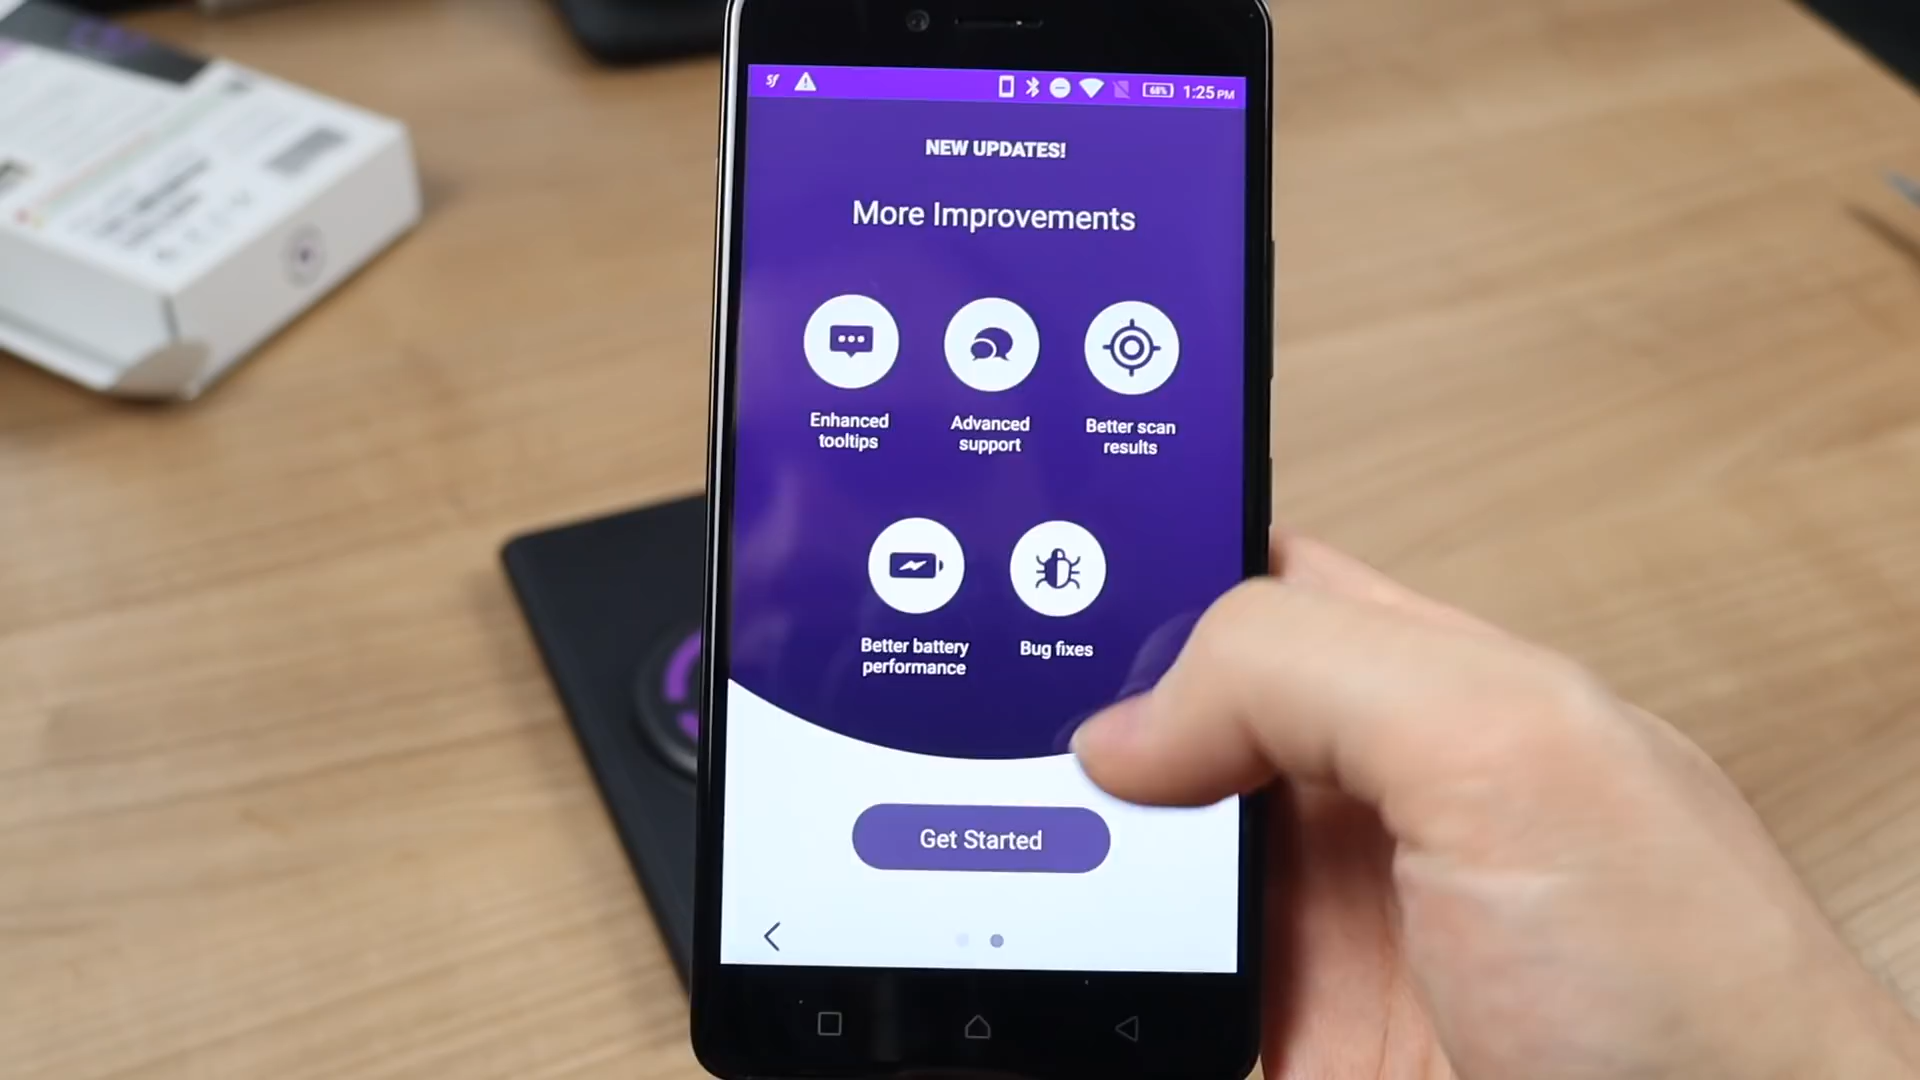 68% 1:25 PM
NEW UPDATES!
More Improvements
Enhanced
tooltips
Advanced
support
Better scan
results
Better battery
performance
Bug fixes
Get Started